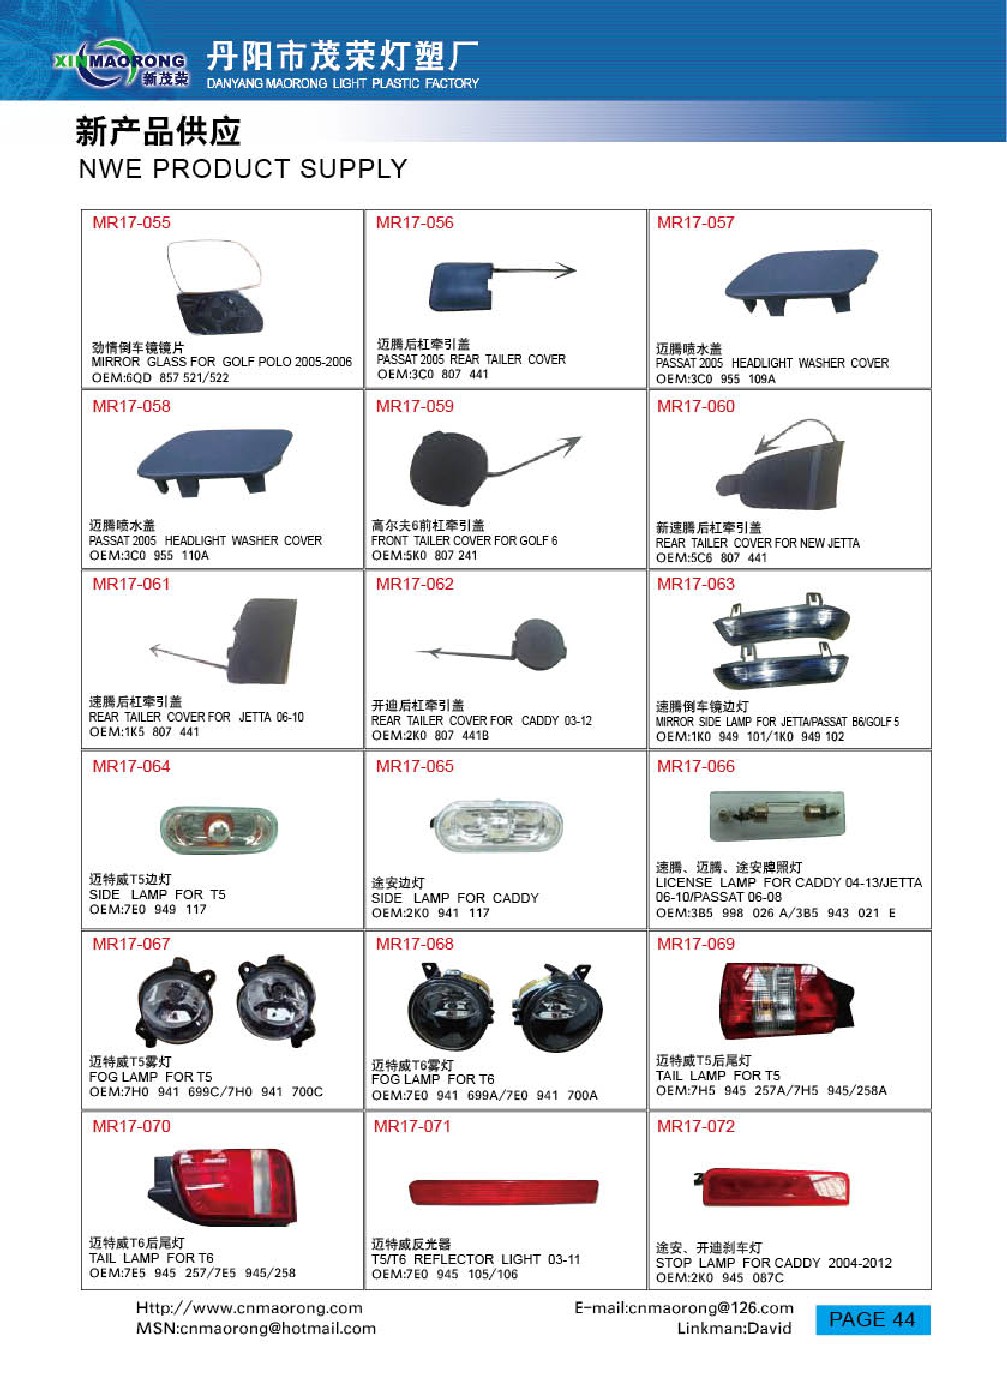 XINMAORONG
新茂荣
丹阳市茂荣灯塑厂
DANYANG MAORONG LIGHT PLASTIC FACTORY
新产品供应
NWE PRODUCT SUPPLY
MR17-055
劲情倒车镜镜片
MIRROR GLASS FOR GOLF POLO 2005-2006
OEM:6QD 857 521/522
MR17-056
迈腾后杠牵引盖
PASSAT 2005 REAR TAILER COVER
OEM:3C0 807 441
MR17-057
迈腾喷水盖
PASSAT 2005 HEADLIGHT WASHER COVER
OEM:3C0 955 109A
MR17-058
迈腾喷水盖
PASSAT 2005 HEADLIGHT WASHER COVER
OEM:3C0 955 110A
MR17-059
高尔夫6前杠牵引盖
FRONT TAILER COVER FOR GOLF 6
OEM:5K0 807 241
MR17-060
新速腾后杠牵引盖
REAR TAILER COVER FOR NEW JETTA
OEM:5C6 807 441
MR17-061
速腾后杠牵引盖
REAR TAILER COVER FOR JETTA 06-10
OEM:1K5 807 441
MR17-062
开迪后杠牵引盖
REAR TAILER COVER FOR CADDY 03-12
OEM:2K0 807 441B
MR17-063
速腾倒车镜边灯
MIRROR SIDE LAMP FOR JETTA/PASSAT B6/GOLF 5
OEM:1K0 949 101/1K0 949 102
MR17-064
迈特威T5边灯
SIDE LAMP FOR T5
OEM:7E0 949 117
MR17-065
途安边灯
SIDE LAMP FOR CADDY
OEM:2K0 941 117
MR17-066
速腾、迈腾、途安牌照灯
LICENSE LAMP FOR CADDY 04-13/JETTA
06-10/PASSAT 06-08
OEM:3B5 998 026 A/3B5 943 021 E
MR17-067
迈特威T5雾灯
FOG LAMP FOR T5
OEM:7H0 941 699C/7H0 941 700C
MR17-068
迈特威T6雾灯
FOG LAMP FOR T6
OEM:7E0 941 699A/7E0 941 700A
MR17-069
迈特威T5后尾灯
TAIL LAMP FOR T5
OEM:7H5 945 257A/7H5 945/258A
MR17-070
迈特威T6后尾灯
TAIL LAMP FOR T6
OEM:7E5 945 257/7E5 945/258
MR17-071
迈特威反光器
T5/T6 REFLECTOR LIGHT 03-11
OEM:7E0 945 105/106
MR17-072
途安、开迪刹车灯
STOP LAMP FOR CADDY 2004-2012
OEM:2K0 945 087C
Http://www.cnmaorong.com
MSN:cnmaorong@hotmail.com
E-mail:cnmaorong@126.com
Linkman:David
PAGE 44